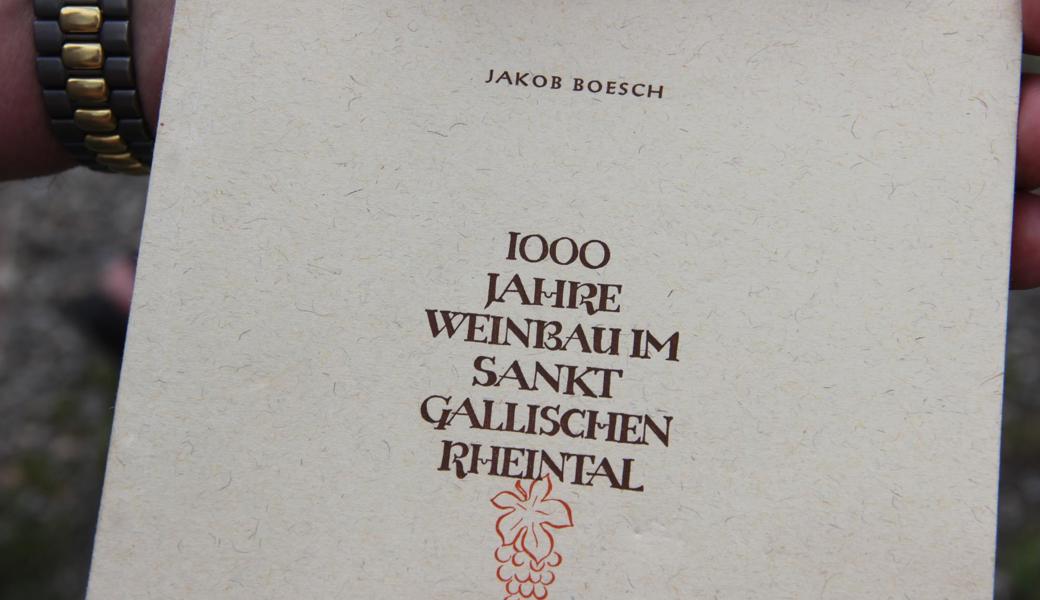 JAKOB BOESCH
1000
JAHRE
WEINBAU IM
SANKT
GALLISCHEN
RHEINTAL